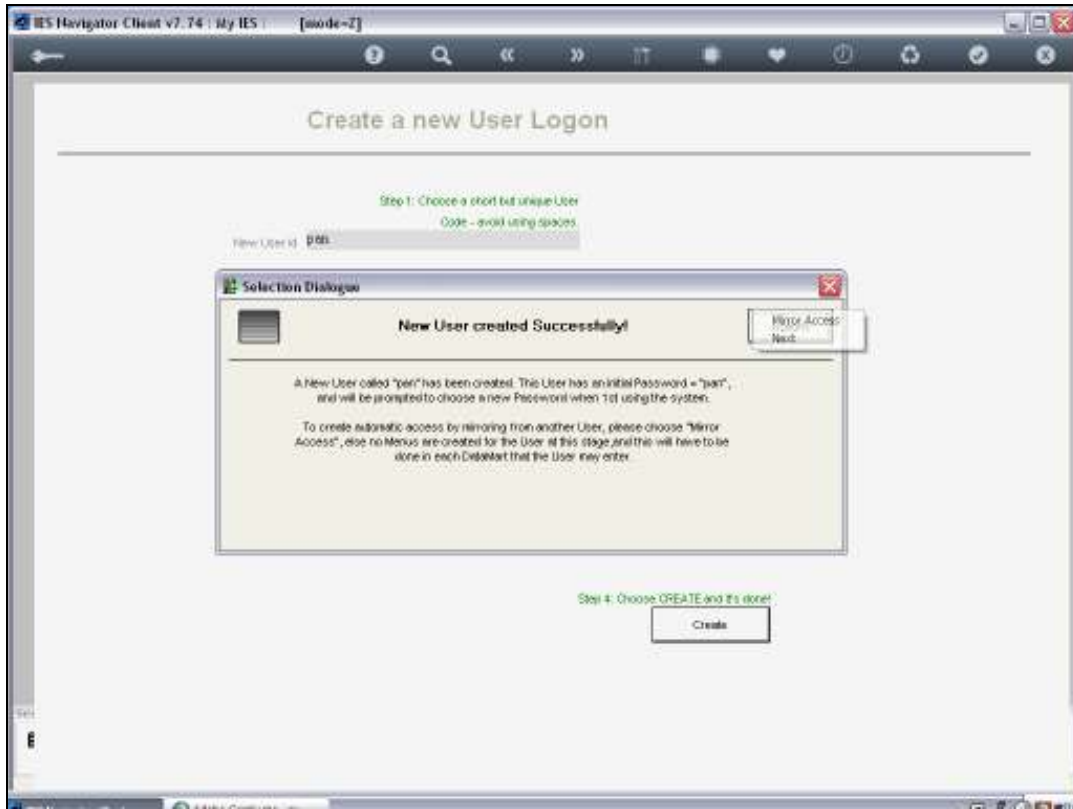 IES Navigator Client v7.74 | My IES | [mode=Z]
Create a new User Logon
Step 1: Choose a short but unique User
Code - avoid using spaces
New User Id pan
Selection Dialogue
New User created Successfully!
Mirror Access
Next
A New User called "pan" has been created. This User has an initial Password = "pan",
and will be prompted to choose a new Password when 1st using the system.
To create automatic access by mirroring from another User, please choose "Mirror
Access", else no Menus are created for the User at this stage,and this will have to be
done in each DataMart that the User may enter.
Step 4: Choose CREATE and it's done!
Create